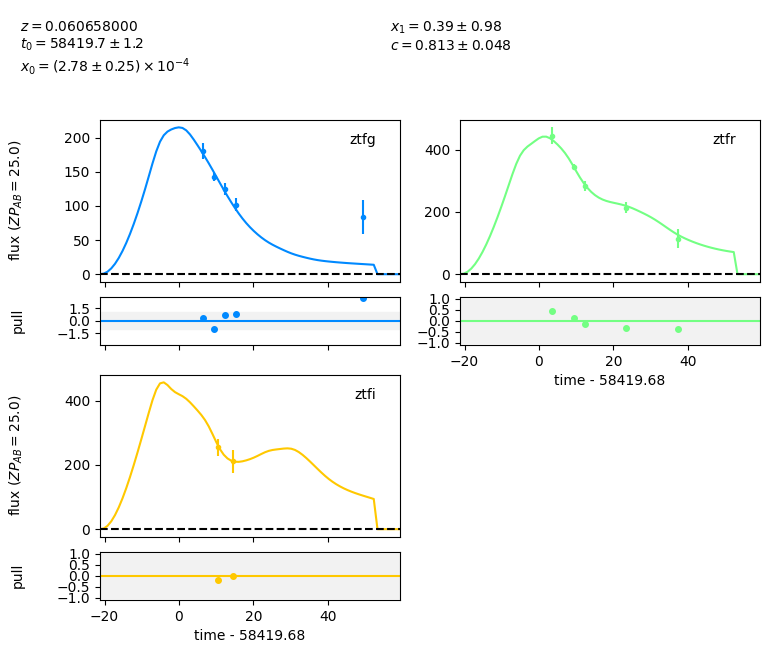 z = 0.060658000
t₀ = 58419.7 ± 1.2
x₀ = (2.78 ± 0.25) × 10⁻⁴
x₁ = 0.39 ± 0.98
c = 0.813 ± 0.048
flux (ZP_AB = 25.0)
200
150
100
50
0
ztfg
400
200
0
ztfr
pull
1.5
0.0
−1.5
1.0
0.5
0.0
−0.5
−1.0
−20 0 20 40
time - 58419.68
flux (ZP_AB = 25.0)
400
200
0
ztfi
pull
1.0
0.5
0.0
−0.5
−1.0
−20 0 20 40
time - 58419.68